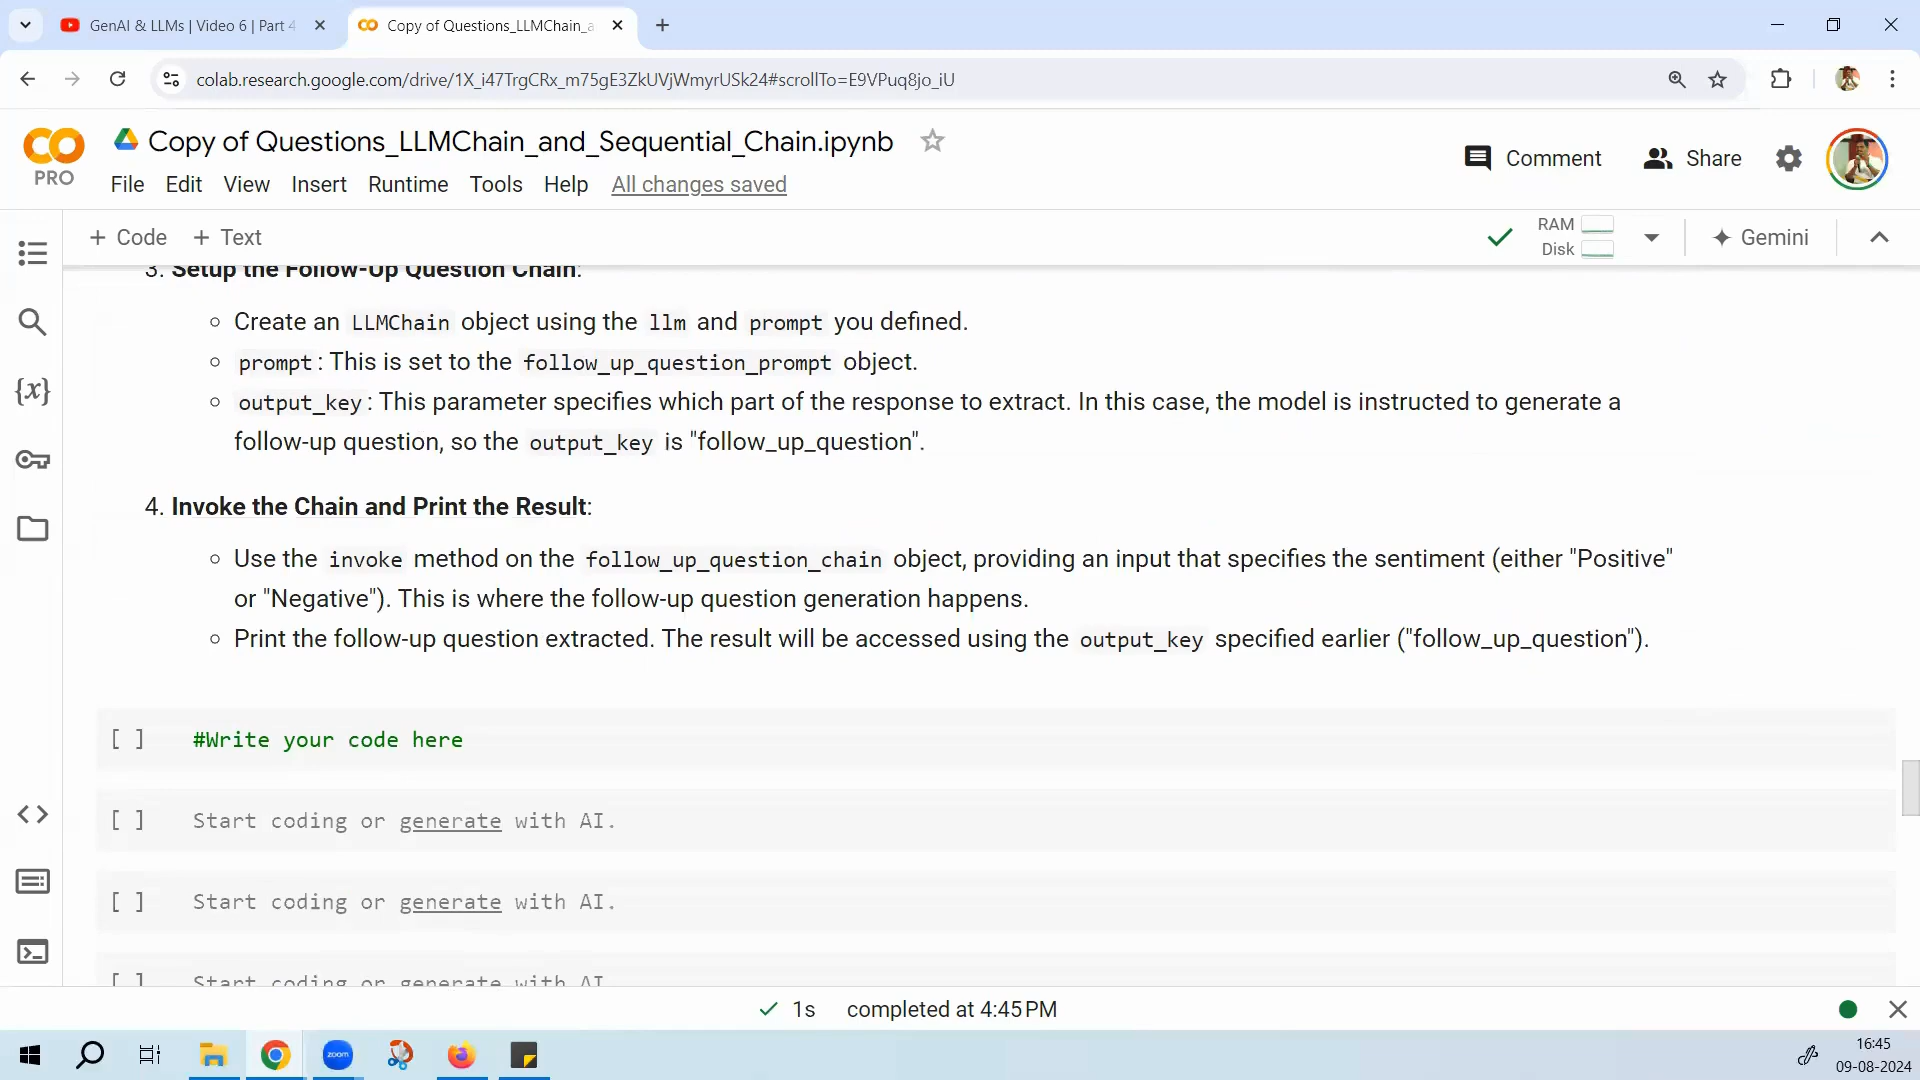 GenAI & LLMs | Video 6 | Part 4
Copy of Questions_LLMChain_a
colab.research.google.com/drive/1X_i47TrgCRx_m75gE3ZkUVjWmyrUSk24#scrollTo=E9VPuq8jo_iU
CO
PRO
Copy of Questions_LLMChain_and_Sequential_Chain.ipynb
Comment
Share
File Edit View Insert Runtime Tools Help All changes saved
+ Code + Text
RAM
Disk
Gemini
3. Setup the Follow-Up Question Chain:
Create an LLMChain object using the llm and prompt you defined.
prompt: This is set to the follow_up_question_prompt object.
output_key: This parameter specifies which part of the response to extract. In this case, the model is instructed to generate a
follow-up question, so the output_key is "follow_up_question".
4. Invoke the Chain and Print the Result:
Use the invoke method on the follow_up_question_chain object, providing an input that specifies the sentiment (either "Positive"
or "Negative"). This is where the follow-up question generation happens.
Print the follow-up question extracted. The result will be accessed using the output_key specified earlier ("follow_up_question").
[ ] #Write your code here
[ ] Start coding or generate with AI.
[ ] Start coding or generate with AI.
[ ] Start coding or generate with AI.
1s completed at 4:45 PM
zoom
16:45
09-08-2024